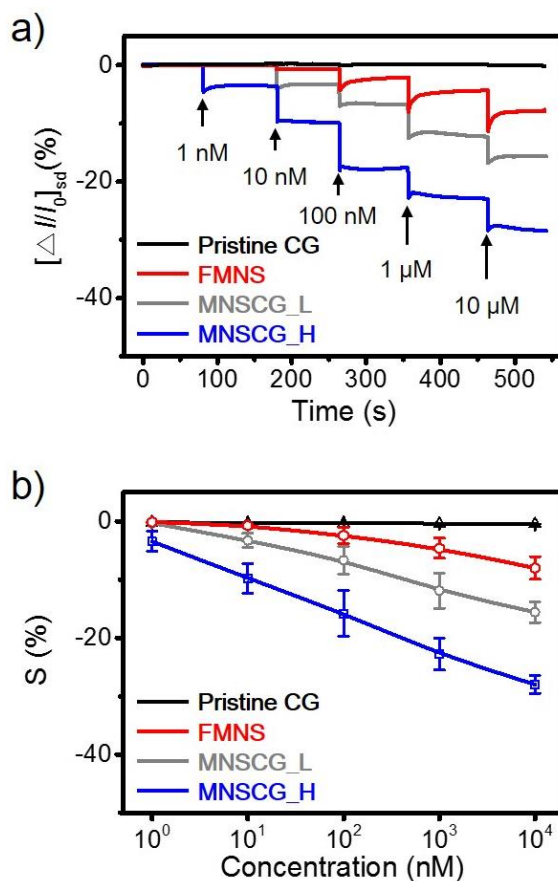 a)
[△I/I₀]sd(%)
0
-20
-40
1 nM
10 nM
100 nM
1 µM
10 µM
Pristine CG
FMNS
MNSCG_L
MNSCG_H
0 100 200 300 400 500
Time (s)
b)
S (%)
0
-20
-40
Pristine CG
FMNS
MNSCG_L
MNSCG_H
10⁰ 10¹ 10² 10³ 10⁴
Concentration (nM)